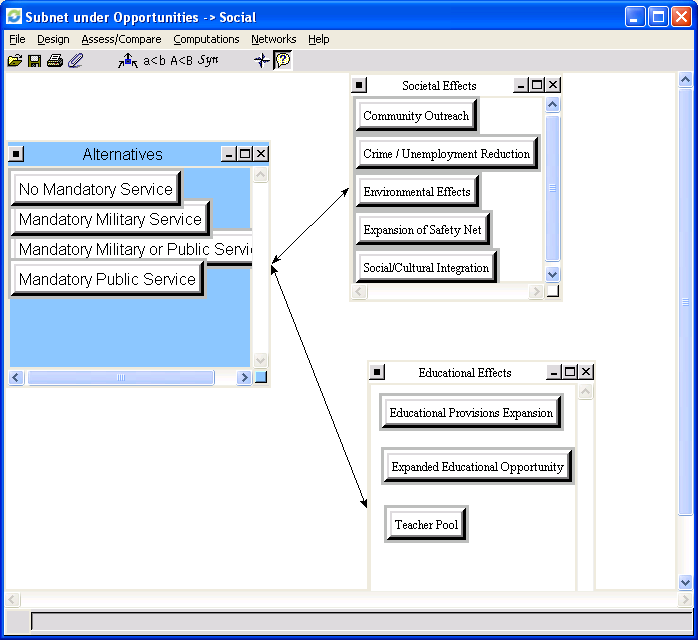 Subnet under Opportunities -> Social
File Design Assess/Compare Computations Networks Help
a<b A<B Syn
Societal Effects
Community Outreach
Crime / Unemployment Reduction
Environmental Effects
Expansion of Safety Net
Social/Cultural Integration
Alternatives
No Mandatory Service
Mandatory Military Service
Mandatory Military or Public Servi
Mandatory Public Service
Educational Effects
Educational Provisions Expansion
Expanded Educational Opportunity
Teacher Pool